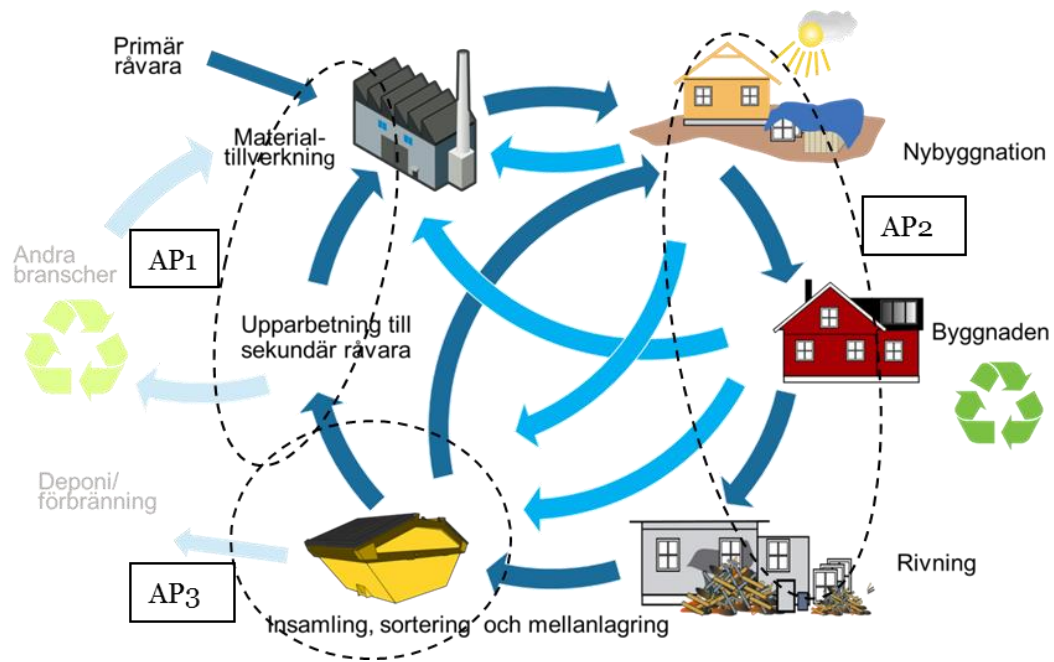 Primär
råvara
Material-
tillverkning
Nybyggnation
AP2
AP1
Andra
branscher
Upparbetning till
sekundär råvara
Byggnaden
Deponi/
förbränning
Rivning
AP3
Insamling, sortering och mellanlagring